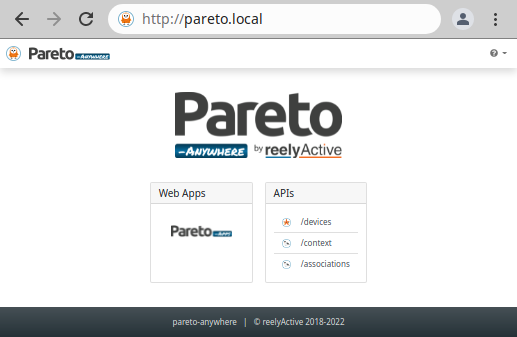 http://pareto.local
Pareto -ANYWHERE
Pareto
-ANYWHERE by reelyActive
Web Apps
Pareto -APPS
APIs
/devices
/context
/associations
pareto-anywhere | © reelyActive 2018-2022